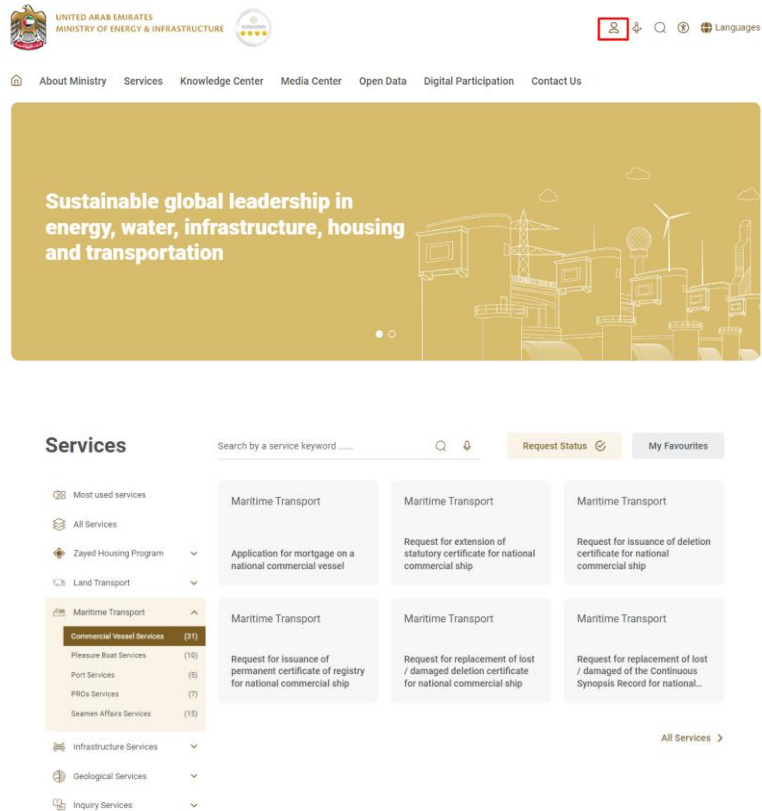 UNITED ARAB EMIRATES
MINISTRY OF ENERGY & INFRASTRUCTURE
Languages
About Ministry Services Knowledge Center Media Center Open Data Digital Participation Contact Us
Sustainable global leadership in
energy, water, infrastructure, housing
and transportation
Services
Search by a service keyword ......
Request Status
My Favourites
Most used services
All Services
Zayed Housing Program
Land Transport
Maritime Transport
Commercial Vessel Services (31)
Pleasure Boat Services (10)
Port Services (5)
PROs Services (7)
Seamen Affairs Services (15)
Infrastructure Services
Geological Services
Inquiry Services
Maritime Transport
Application for mortgage on a
national commercial vessel
Maritime Transport
Request for extension of
statutory certificate for national
commercial ship
Maritime Transport
Request for issuance of deletion
certificate for national
commercial ship
Maritime Transport
Request for issuance of
permanent certificate of registry
for national commercial ship
Maritime Transport
Request for replacement of lost
/ damaged deletion certificate
for national commercial ship
Maritime Transport
Request for replacement of lost
/ damaged of the Continuous
Synopsis Record for national...
All Services